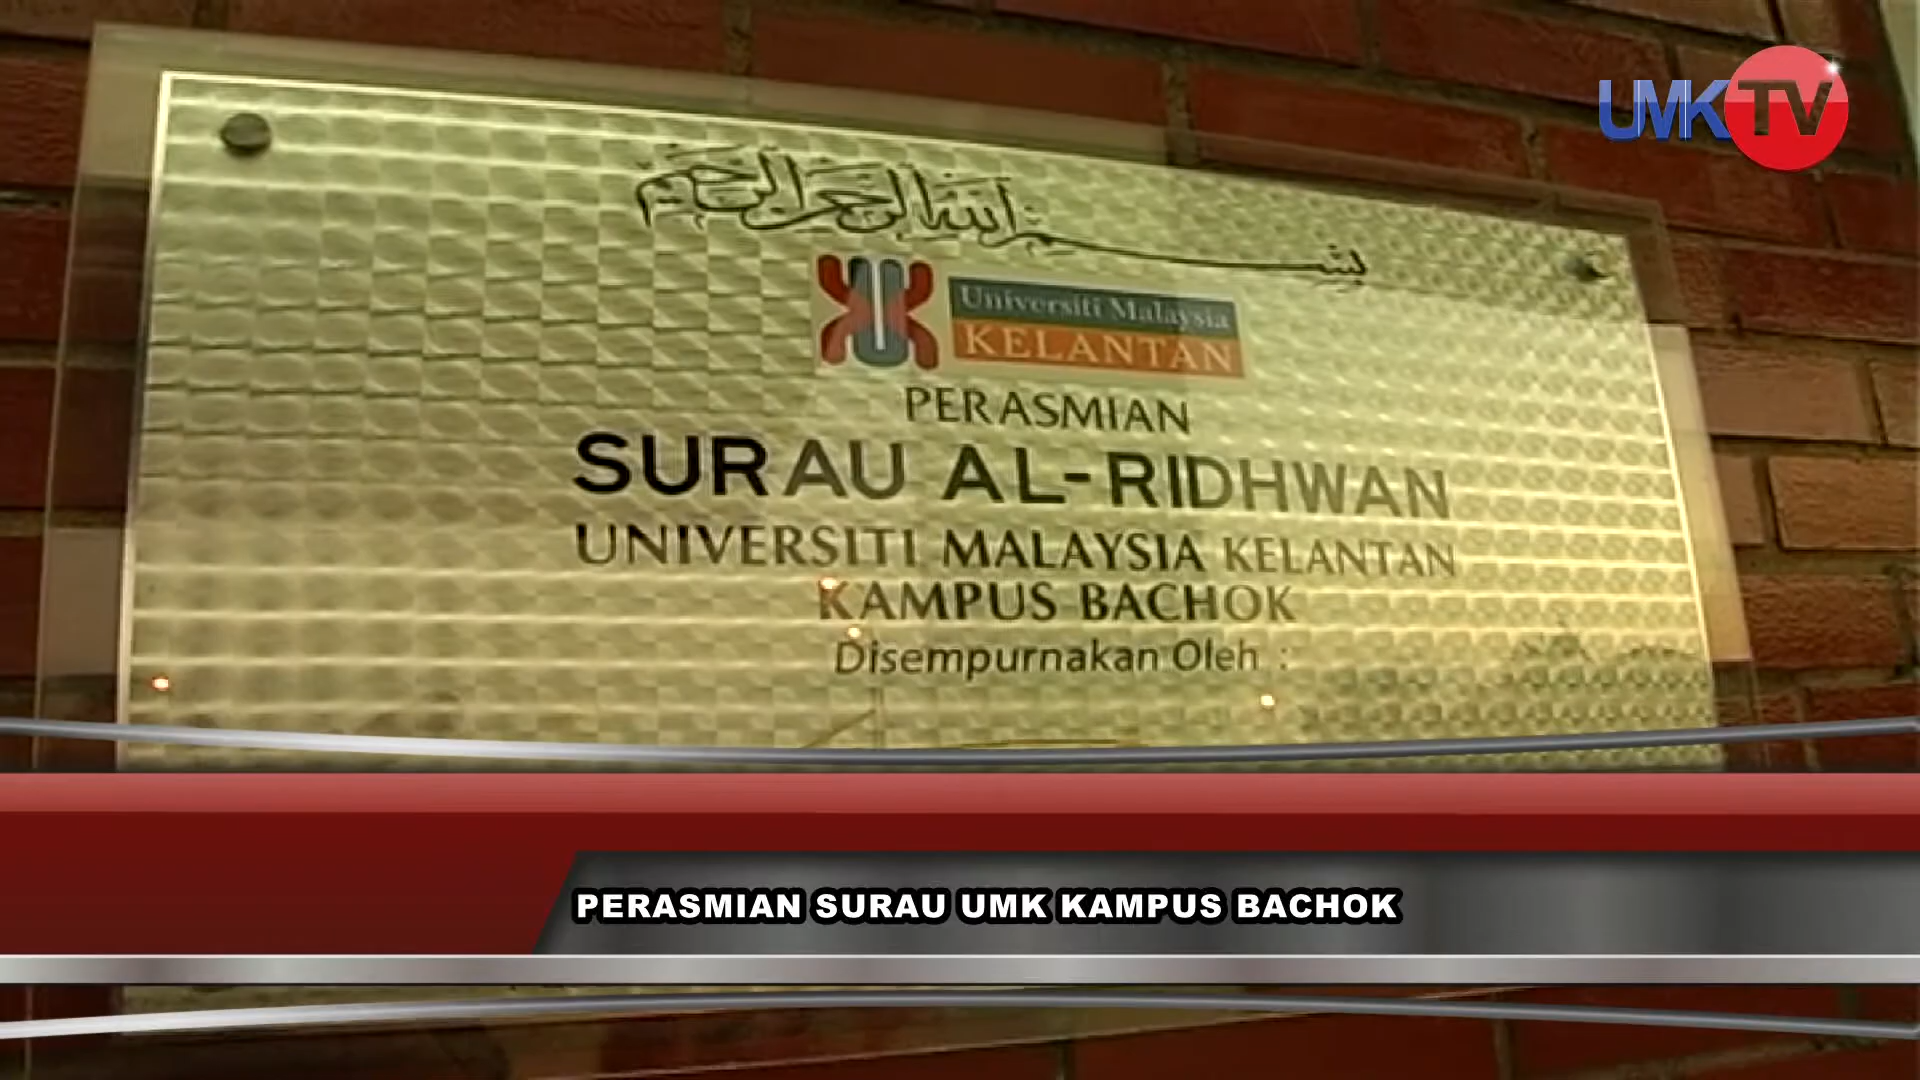 UMKTV
بسم الله الرحمن الرحيم
Universiti Malaysia
KELANTAN
PERASMIAN
SURAU AL-RIDHWAN
UNIVERSITI MALAYSIA KELANTAN
KAMPUS BACHOK
Disempurnakan Oleh :
PERASMIAN SURAU UMK KAMPUS BACHOK